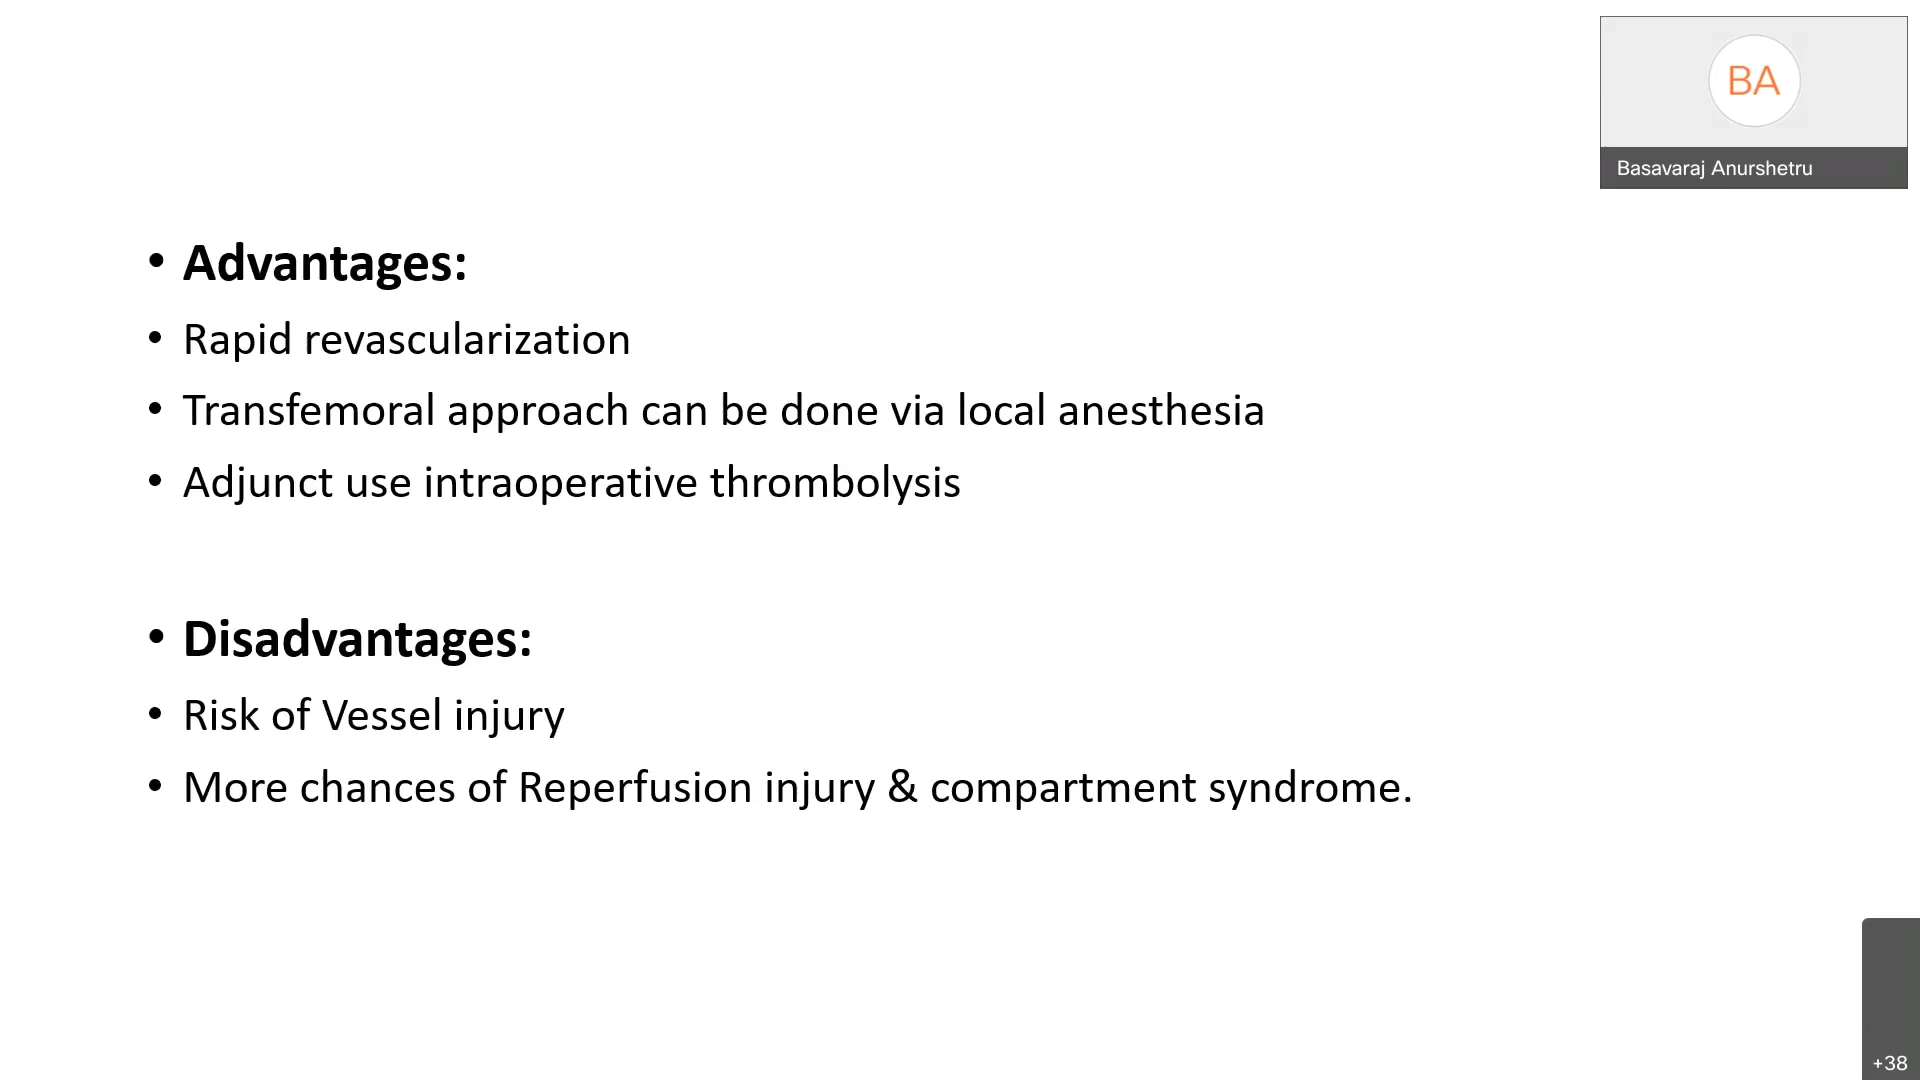 BA
Basavaraj Anurshetru
• Advantages:
• Rapid revascularization
• Transfemoral approach can be done via local anesthesia
• Adjunct use intraoperative thrombolysis
• Disadvantages:
• Risk of Vessel injury
• More chances of Reperfusion injury & compartment syndrome.
+38